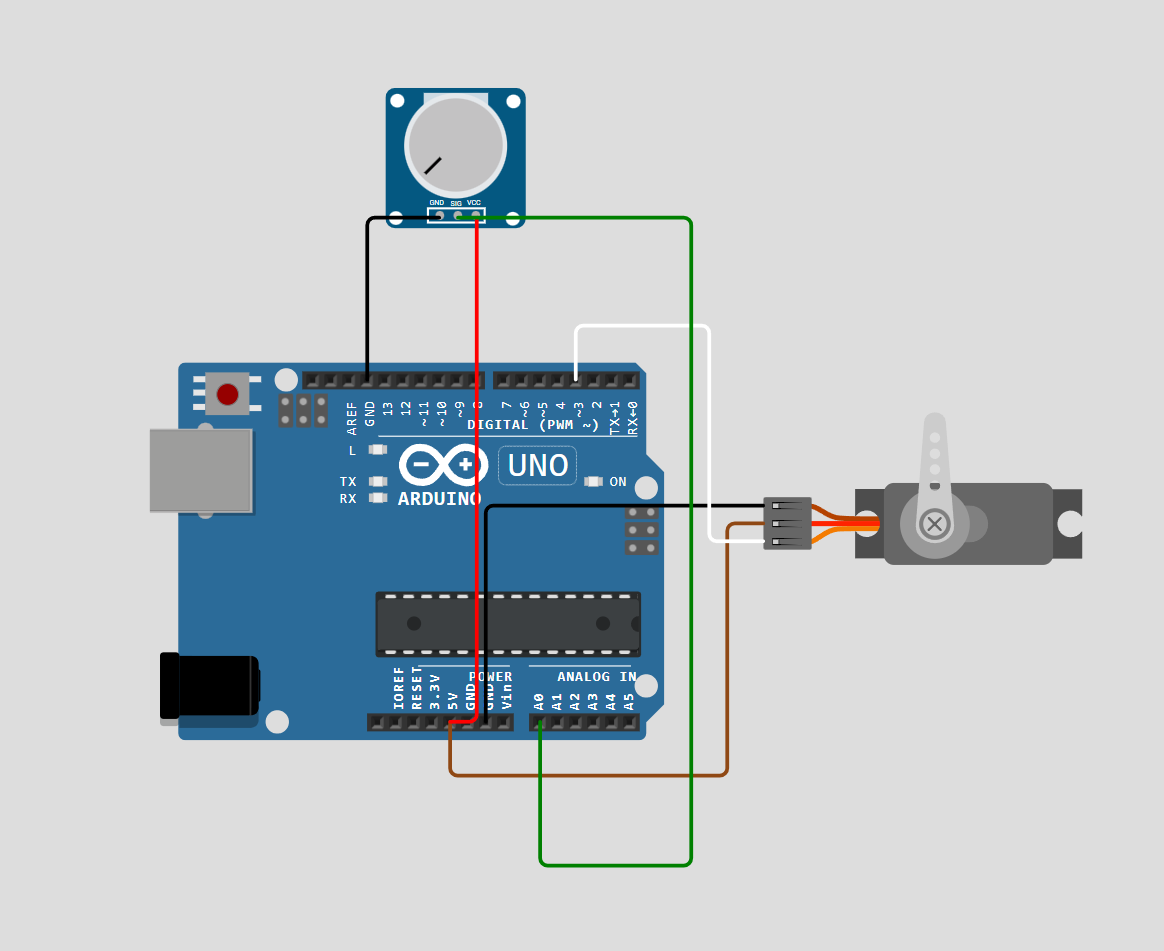 GND SIG VCC
AREF GND 13 12 ~11 ~10 ~9 8 7 ~6 ~5 4 ~3 2 TX→1 RX←0
DIGITAL (PWM ~)
L
TX
RX
ARDUINO
UNO
ON
POWER
ANALOG IN
IOREF RESET 3.3V 5V GND GND Vin A0 A1 A2 A3 A4 A5